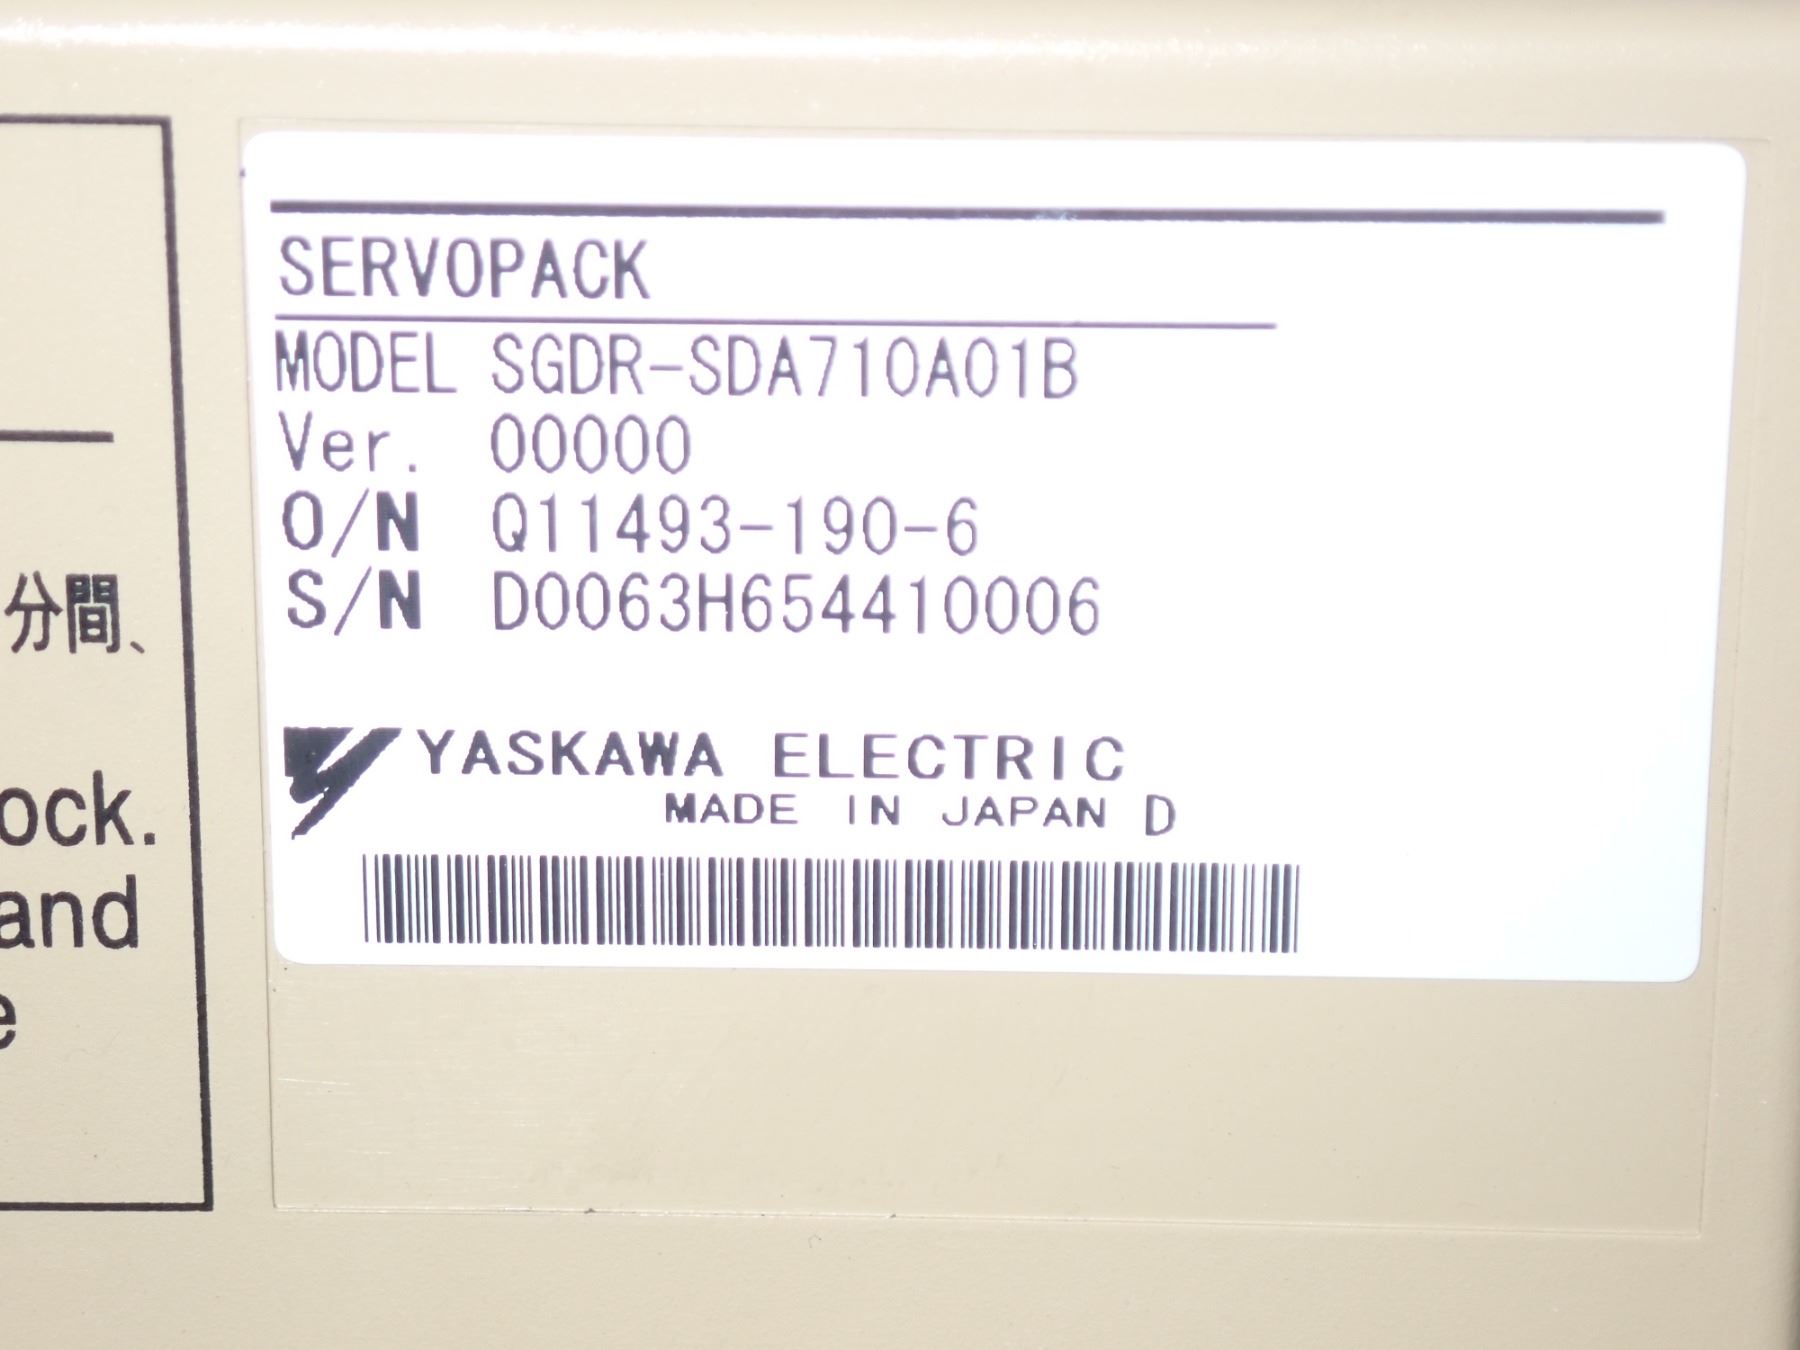 分間、
ock.
and
e
SERVOPACK
MODEL SGDR-SDA710A01B
Ver. 00000
O/N Q11493-190-6
S/N D0063H654410006
YASKAWA ELECTRIC
MADE IN JAPAN D